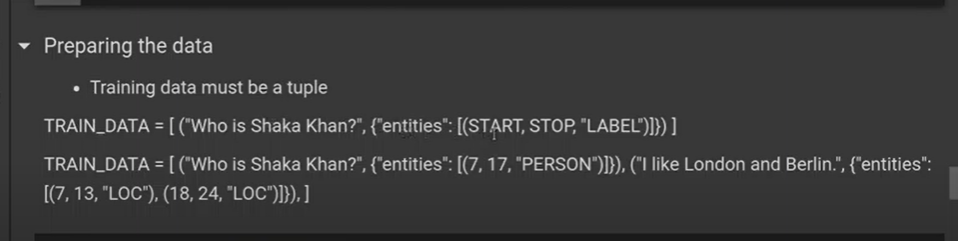 Preparing the data
• Training data must be a tuple
TRAIN_DATA = [ ("Who is Shaka Khan?", {"entities": [(START, STOP, "LABEL")]}) ]
TRAIN_DATA = [ ("Who is Shaka Khan?", {"entities": [(7, 17, "PERSON")]}), ("I like London and Berlin.", {"entities":
[(7, 13, "LOC"), (18, 24, "LOC")]}), ]